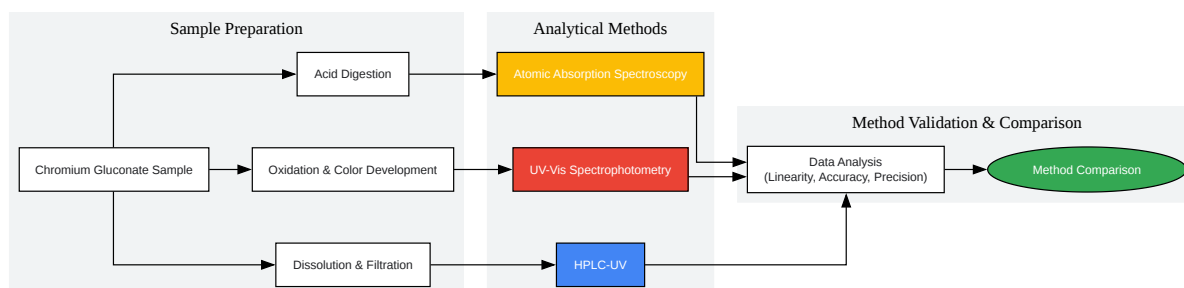 Sample Preparation
Analytical Methods
Acid Digestion
Atomic Absorption Spectroscopy
Method Validation & Comparison
Chromium Gluconate Sample
Oxidation & Color Development
UV-Vis Spectrophotometry
Data Analysis
(Linearity, Accuracy, Precision)
Method Comparison
Dissolution & Filtration
HPLC-UV